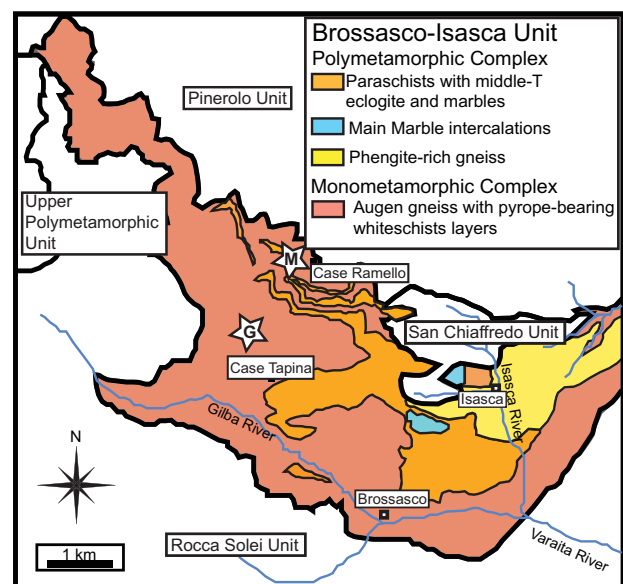 Brossasco-Isasca Unit
Polymetamorphic Complex
Paraschists with middle-T
eclogite and marbles
Main Marble intercalations
Phengite-rich gneiss
Monometamorphic Complex
Augen gneiss with pyrope-bearing
whiteschists layers
Pinerolo Unit
Upper
Polymetamorphic
Unit
M
Case Ramello
G
San Chiaffredo Unit
Case Tapina
Isasca
Isasca River
Gilba River
N
Brossasco
1 km
Rocca Solei Unit
Varaita River